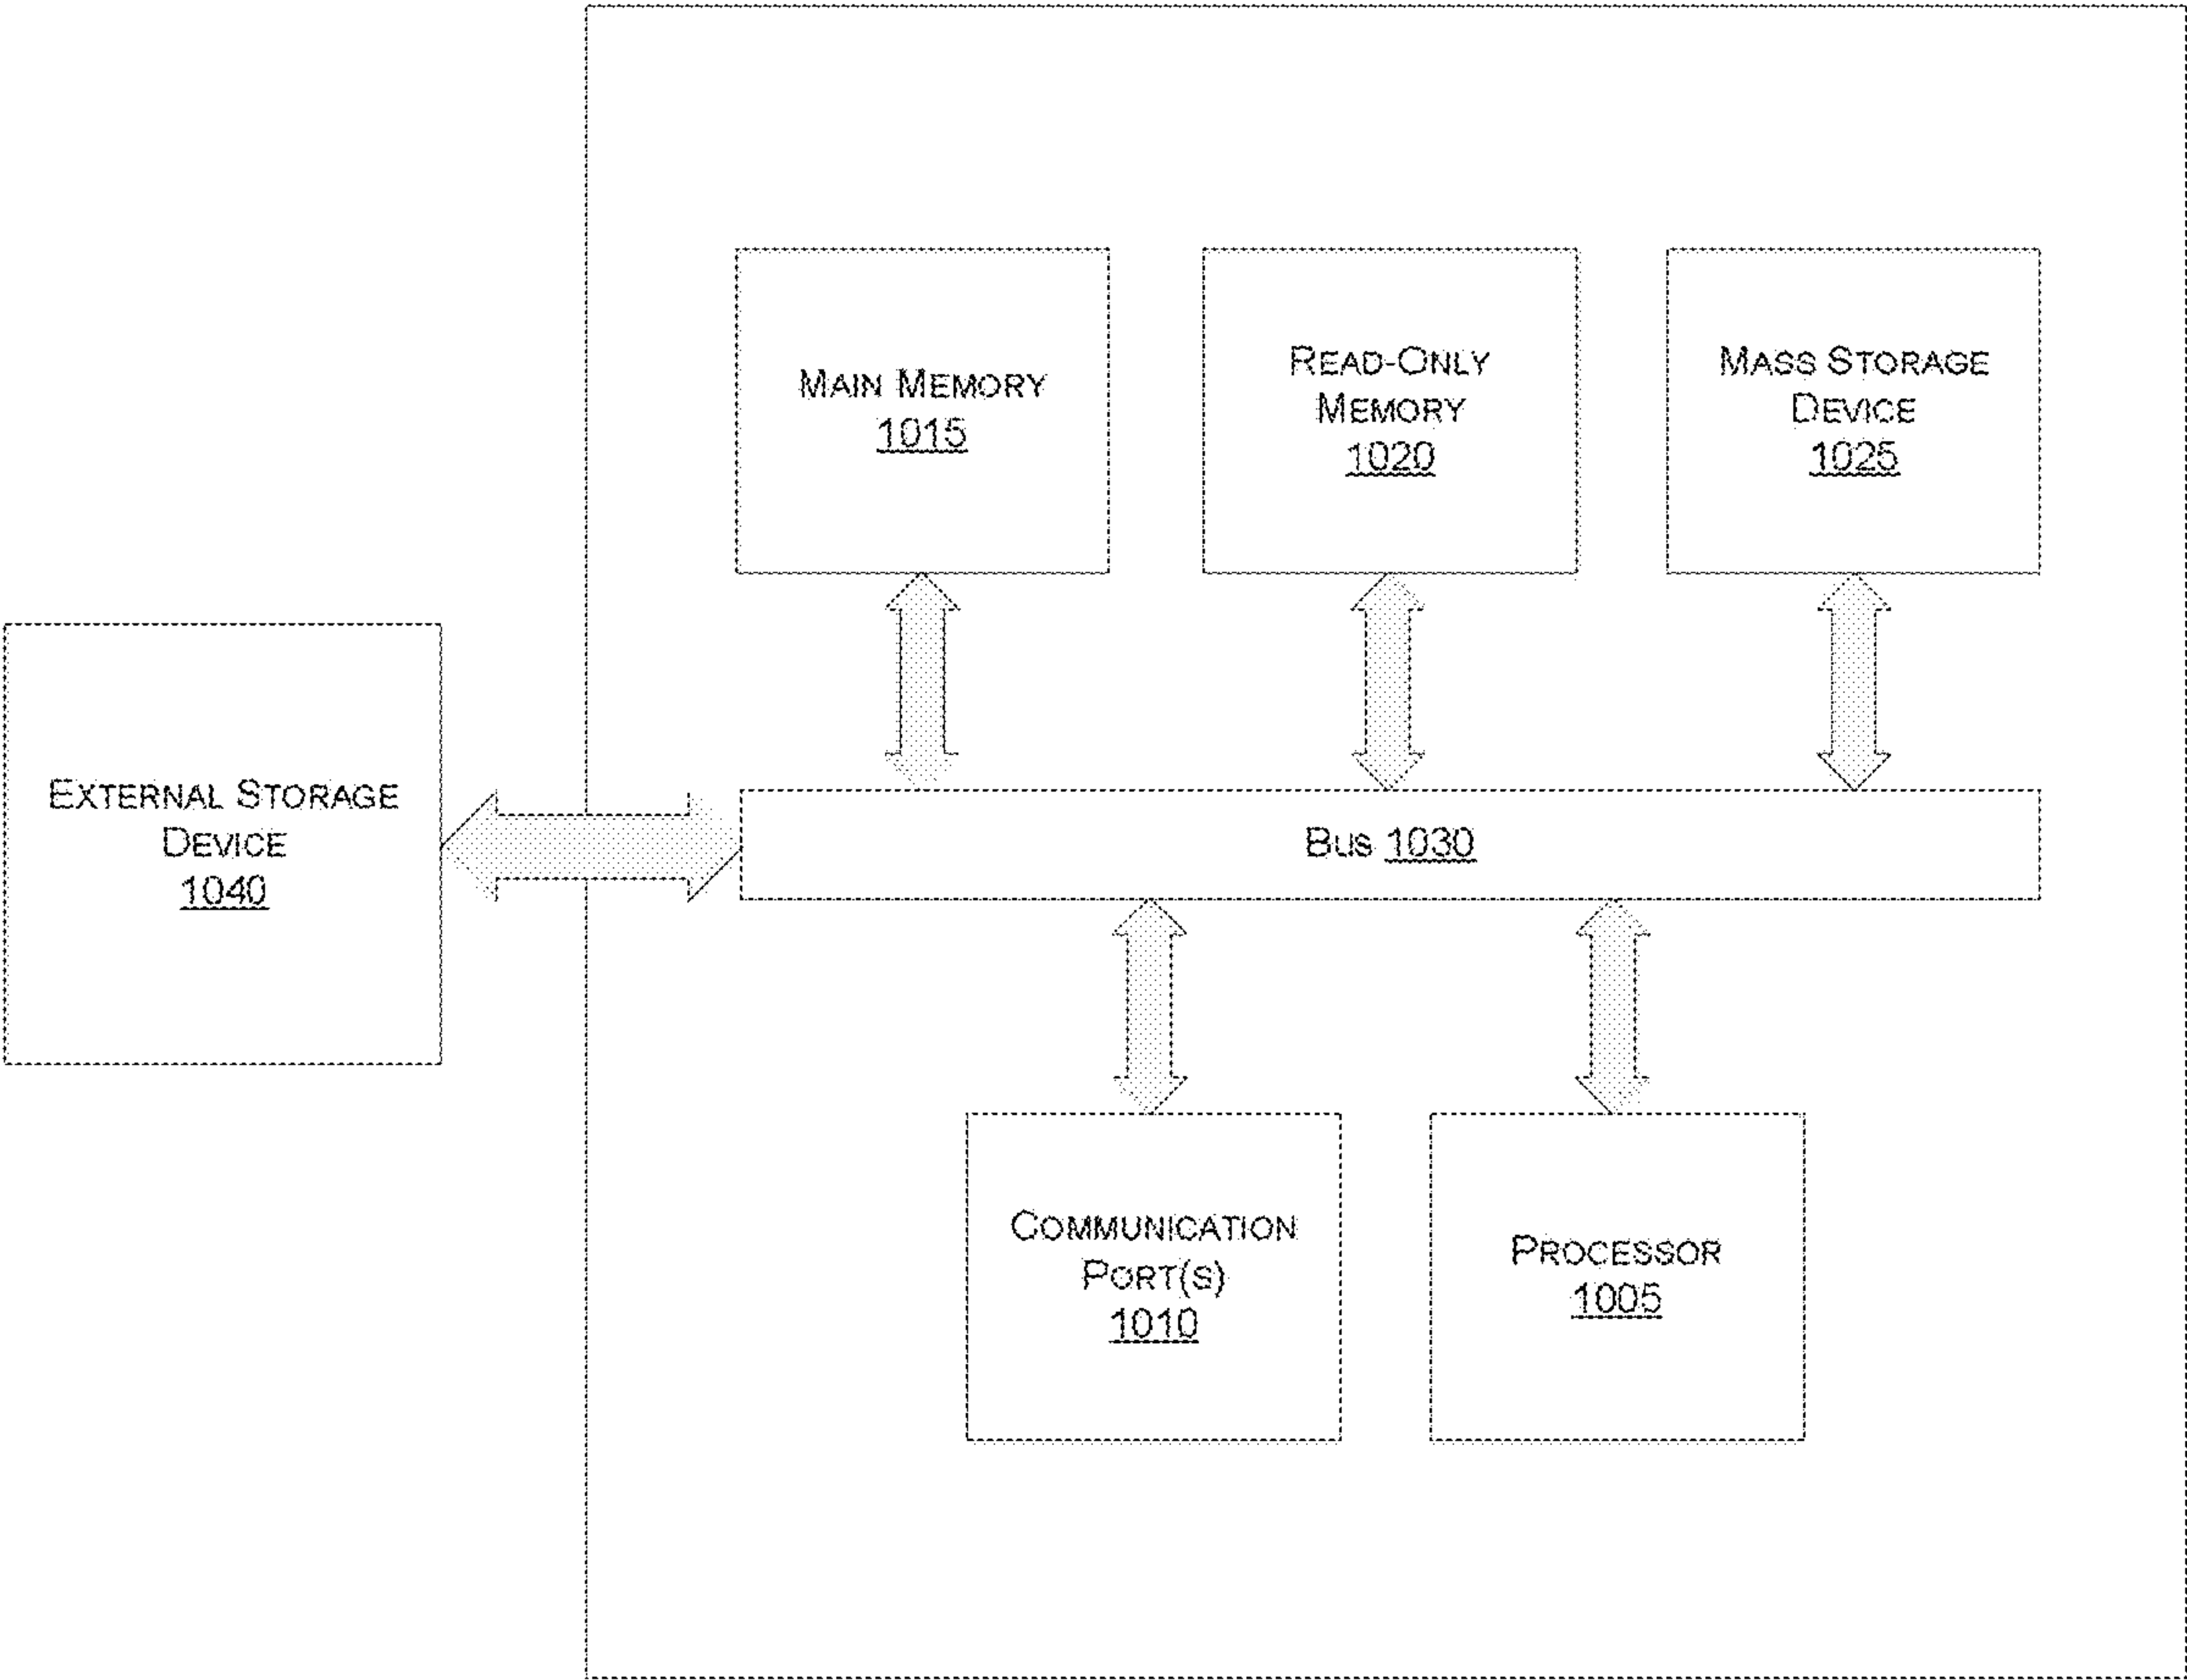 MAIN MEMORY
1015
READ-ONLY
MEMORY
1020
MASS STORAGE
DEVICE
1025
EXTERNAL STORAGE
DEVICE
1040
BUS 1030
COMMUNICATION
PORT(S)
1010
PROCESSOR
1005